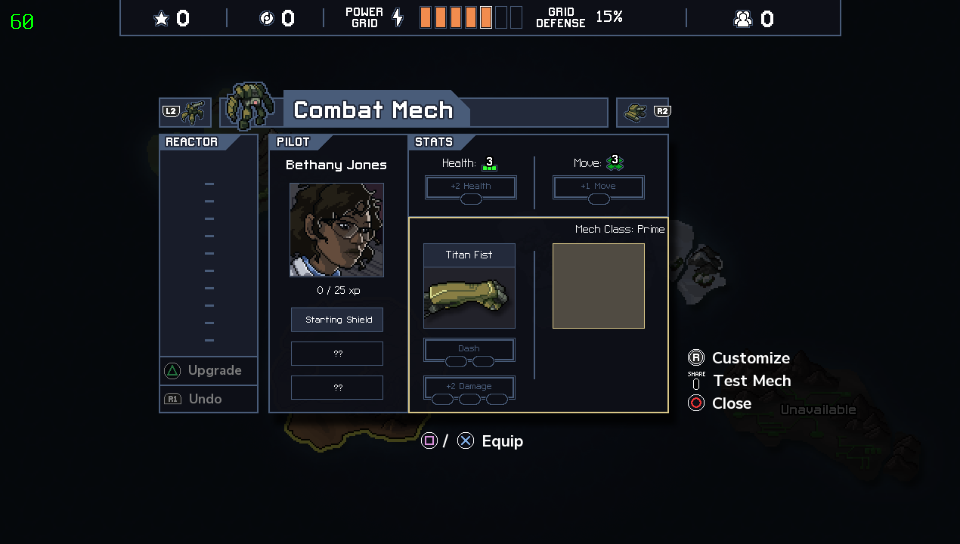 60
0
0
POWER GRID
GRID DEFENSE 15%
0
L2
Combat Mech
R2
REACTOR
PILOT
STATS
Bethany Jones
Health: 3
Move: 3
+2 Health
+1 Move
Mech Class: Prime
Titan Fist
0 / 25 xp
Starting Shield
??
??
Dash
+2 Damage
Upgrade
R1 Undo
R Customize
SHARE Test Mech
Close
/ Equip
Unavailable